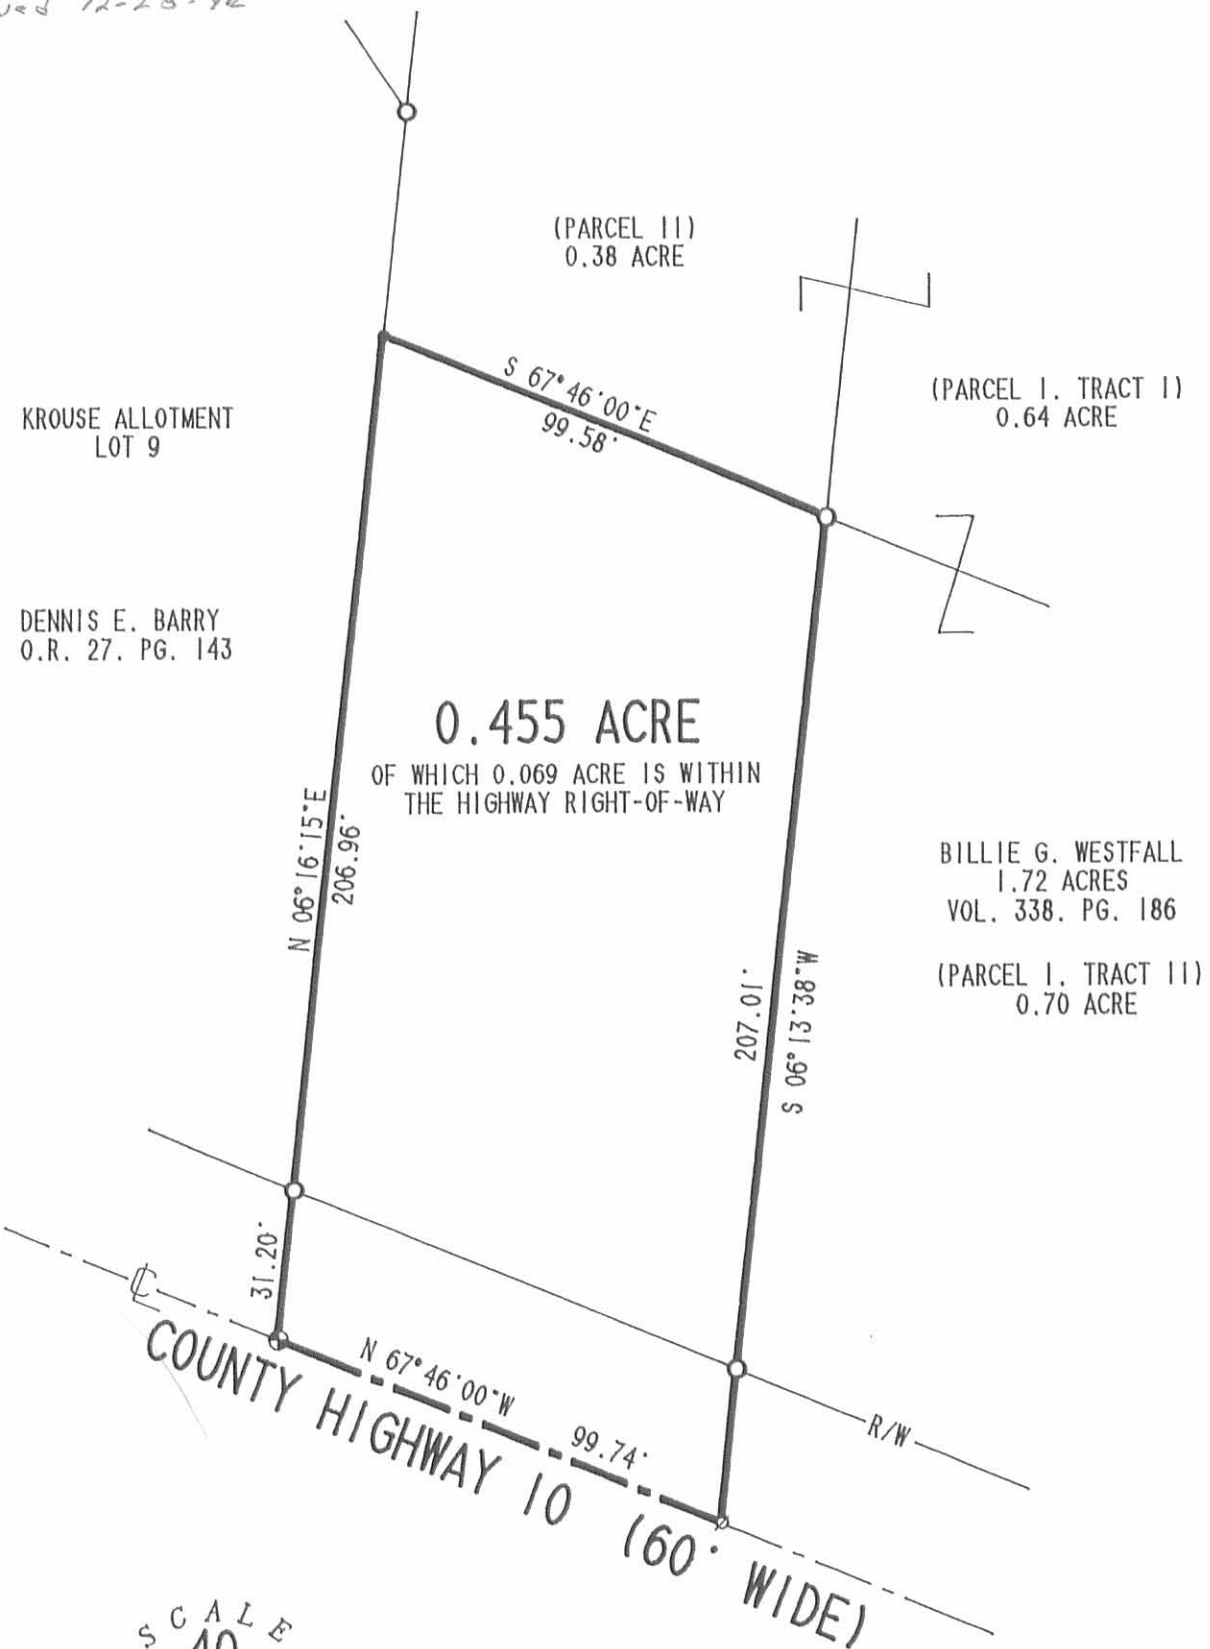 12-28-92
(PARCEL II)
0.38 ACRE
S 67°46'00"E
99.58'
(PARCEL I. TRACT I)
0.64 ACRE
KROUSE ALLOTMENT
LOT 9
DENNIS E. BARRY
O.R. 27. PG. 143
0.455 ACRE
OF WHICH 0.069 ACRE IS WITHIN
THE HIGHWAY RIGHT-OF-WAY
N 06°16'15"E
206.96'
BILLIE G. WESTFALL
1.72 ACRES
VOL. 338. PG. 186
(PARCEL I. TRACT II)
0.70 ACRE
207.01'
S 06°13'38"W
31.20'
℄
N 67°46'00"W
99.74'
R/W
COUNTY HIGHWAY 10 (60' WIDE)
SCALE
40